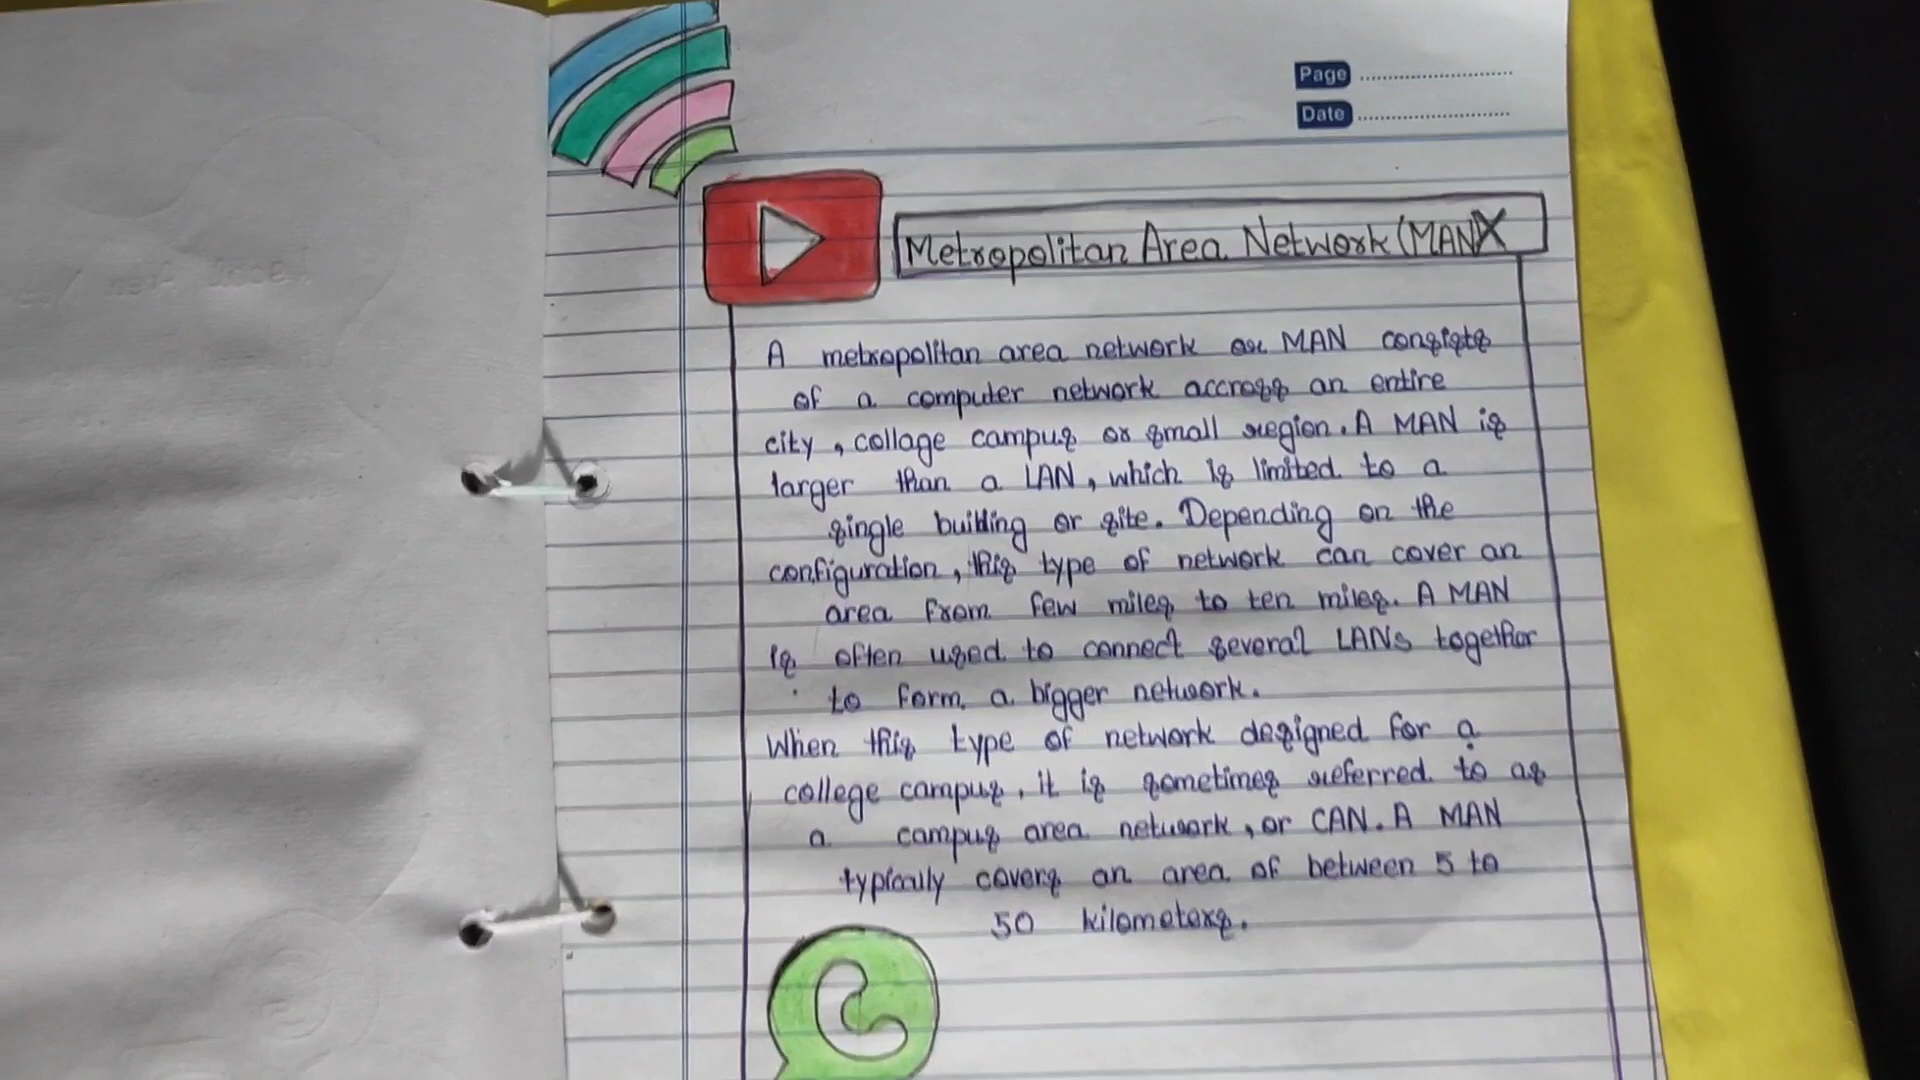 Page
Date
Metropolitan Area Network (MAN)
A metropolitan area network or MAN consists
of a computer network accross an entire
city, collage campus or small region. A MAN is
larger than a LAN, which is limited to a
single building or site. Depending on the
configuration, this type of network can cover an
area from few miles to ten miles. A MAN
is often used to connect several LANs togethor
to form a bigger network.
When this type of network designed for a
college campus, it is sometimes referred to as
a campus area network, or CAN. A MAN
typically covers an area of between 5 to
50 kilometers.